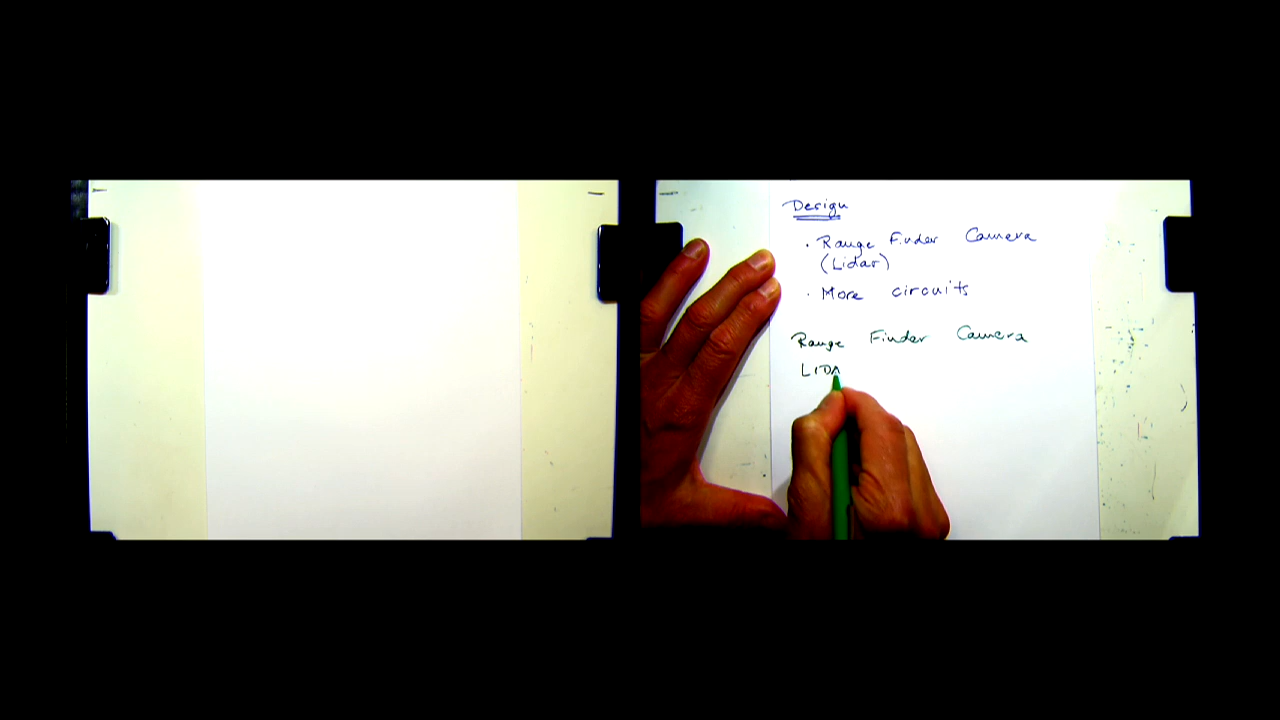 Design
· Range Finder Camera
(Lidar)
· More circuits
Range Finder Camera
LIDA